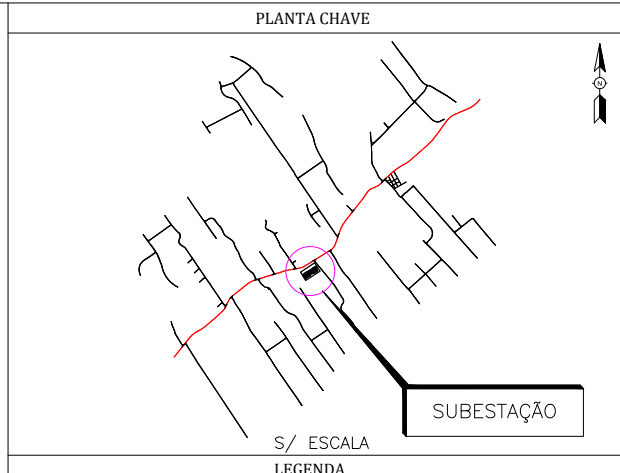 PLANTA CHAVE
N
SUBESTAÇÃO
S/ ESCALA
LEGENDA